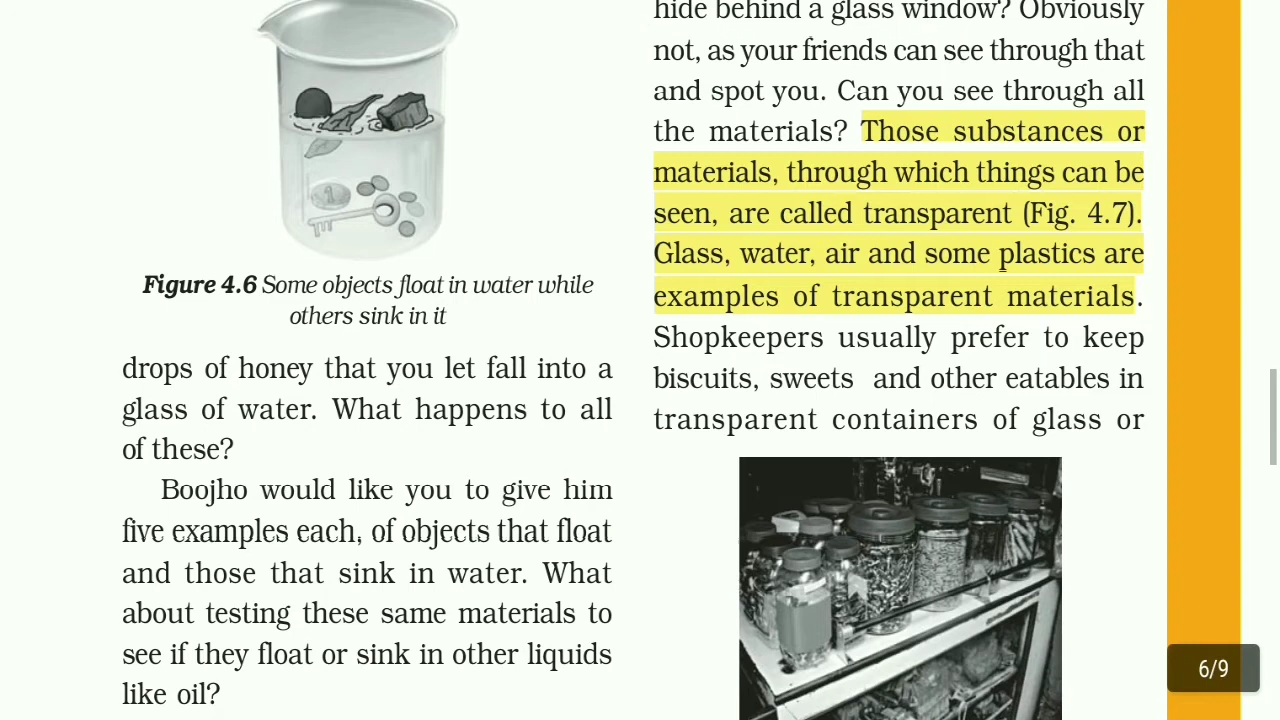 Figure 4.6 Some objects float in water while
others sink in it
drops of honey that you let fall into a
glass of water. What happens to all
of these?
Boojho would like you to give him
five examples each, of objects that float
and those that sink in water. What
about testing these same materials to
see if they float or sink in other liquids
like oil?
hide behind a glass window? Obviously
not, as your friends can see through that
and spot you. Can you see through all
the materials? Those substances or
materials, through which things can be
seen, are called transparent (Fig. 4.7).
Glass, water, air and some plastics are
examples of transparent materials.
Shopkeepers usually prefer to keep
biscuits, sweets and other eatables in
transparent containers of glass or
6/9